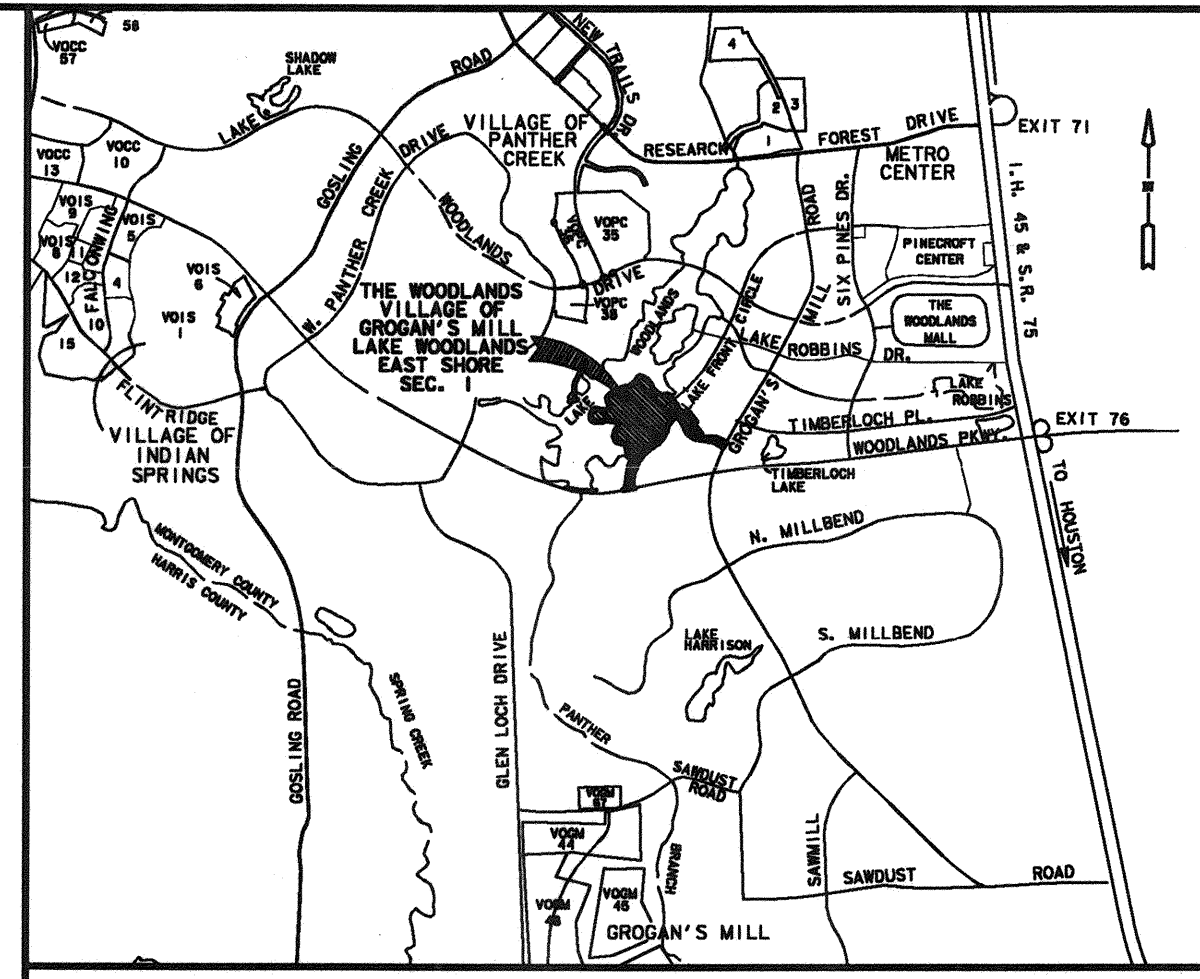 58
VOCC
57
SHADOW
LAKE
LAKE
GOSLING
ROAD
NEW TRAILS DR.
4
2
3
1
RESEARCH
FOREST DRIVE
EXIT 71
METRO
CENTER
VILLAGE OF
PANTHER
CREEK
VOCC
13
VOCC
10
VOIS
9
VOIS
5
VOIS
11
12
4
10
15
FALCONWING
VOIS
6
VOIS
1
W. PANTHER CREEK DRIVE
WOODLANDS
DRIVE
VOPC
VOPC
35
VOPC
38
ROAD
SIX PINES DR.
I. H. 45 & S.R. 75
PINECROFT
CENTER
THE
WOODLANDS
MALL
THE WOODLANDS
VILLAGE OF
GROGAN'S MILL
LAKE WOODLANDS
EAST SHORE
SEC. 1
LAKE
WOODLANDS
LAKE FRONT CIRCLE
GROGAN'S
MILL
LAKE ROBBINS DR.
LAKE
ROBBINS
TIMBERLOCH PL.
WOODLANDS PKWY.
EXIT 76
TIMBERLOCH
LAKE
FLINTRIDGE
VILLAGE OF
INDIAN
SPRINGS
MONTGOMERY COUNTY
HARRIS COUNTY
N. MILLBEND
TO HOUSTON
LAKE
HARRISON
S. MILLBEND
GOSLING ROAD
SPRING CREEK
GLEN LOCH DRIVE
PANTHER
BRANCH
SAWDUST
ROAD
VOGM
VOGM
44
VOGM
VOGM
45
SAWMILL
SAWDUST
ROAD
GROGAN'S MILL